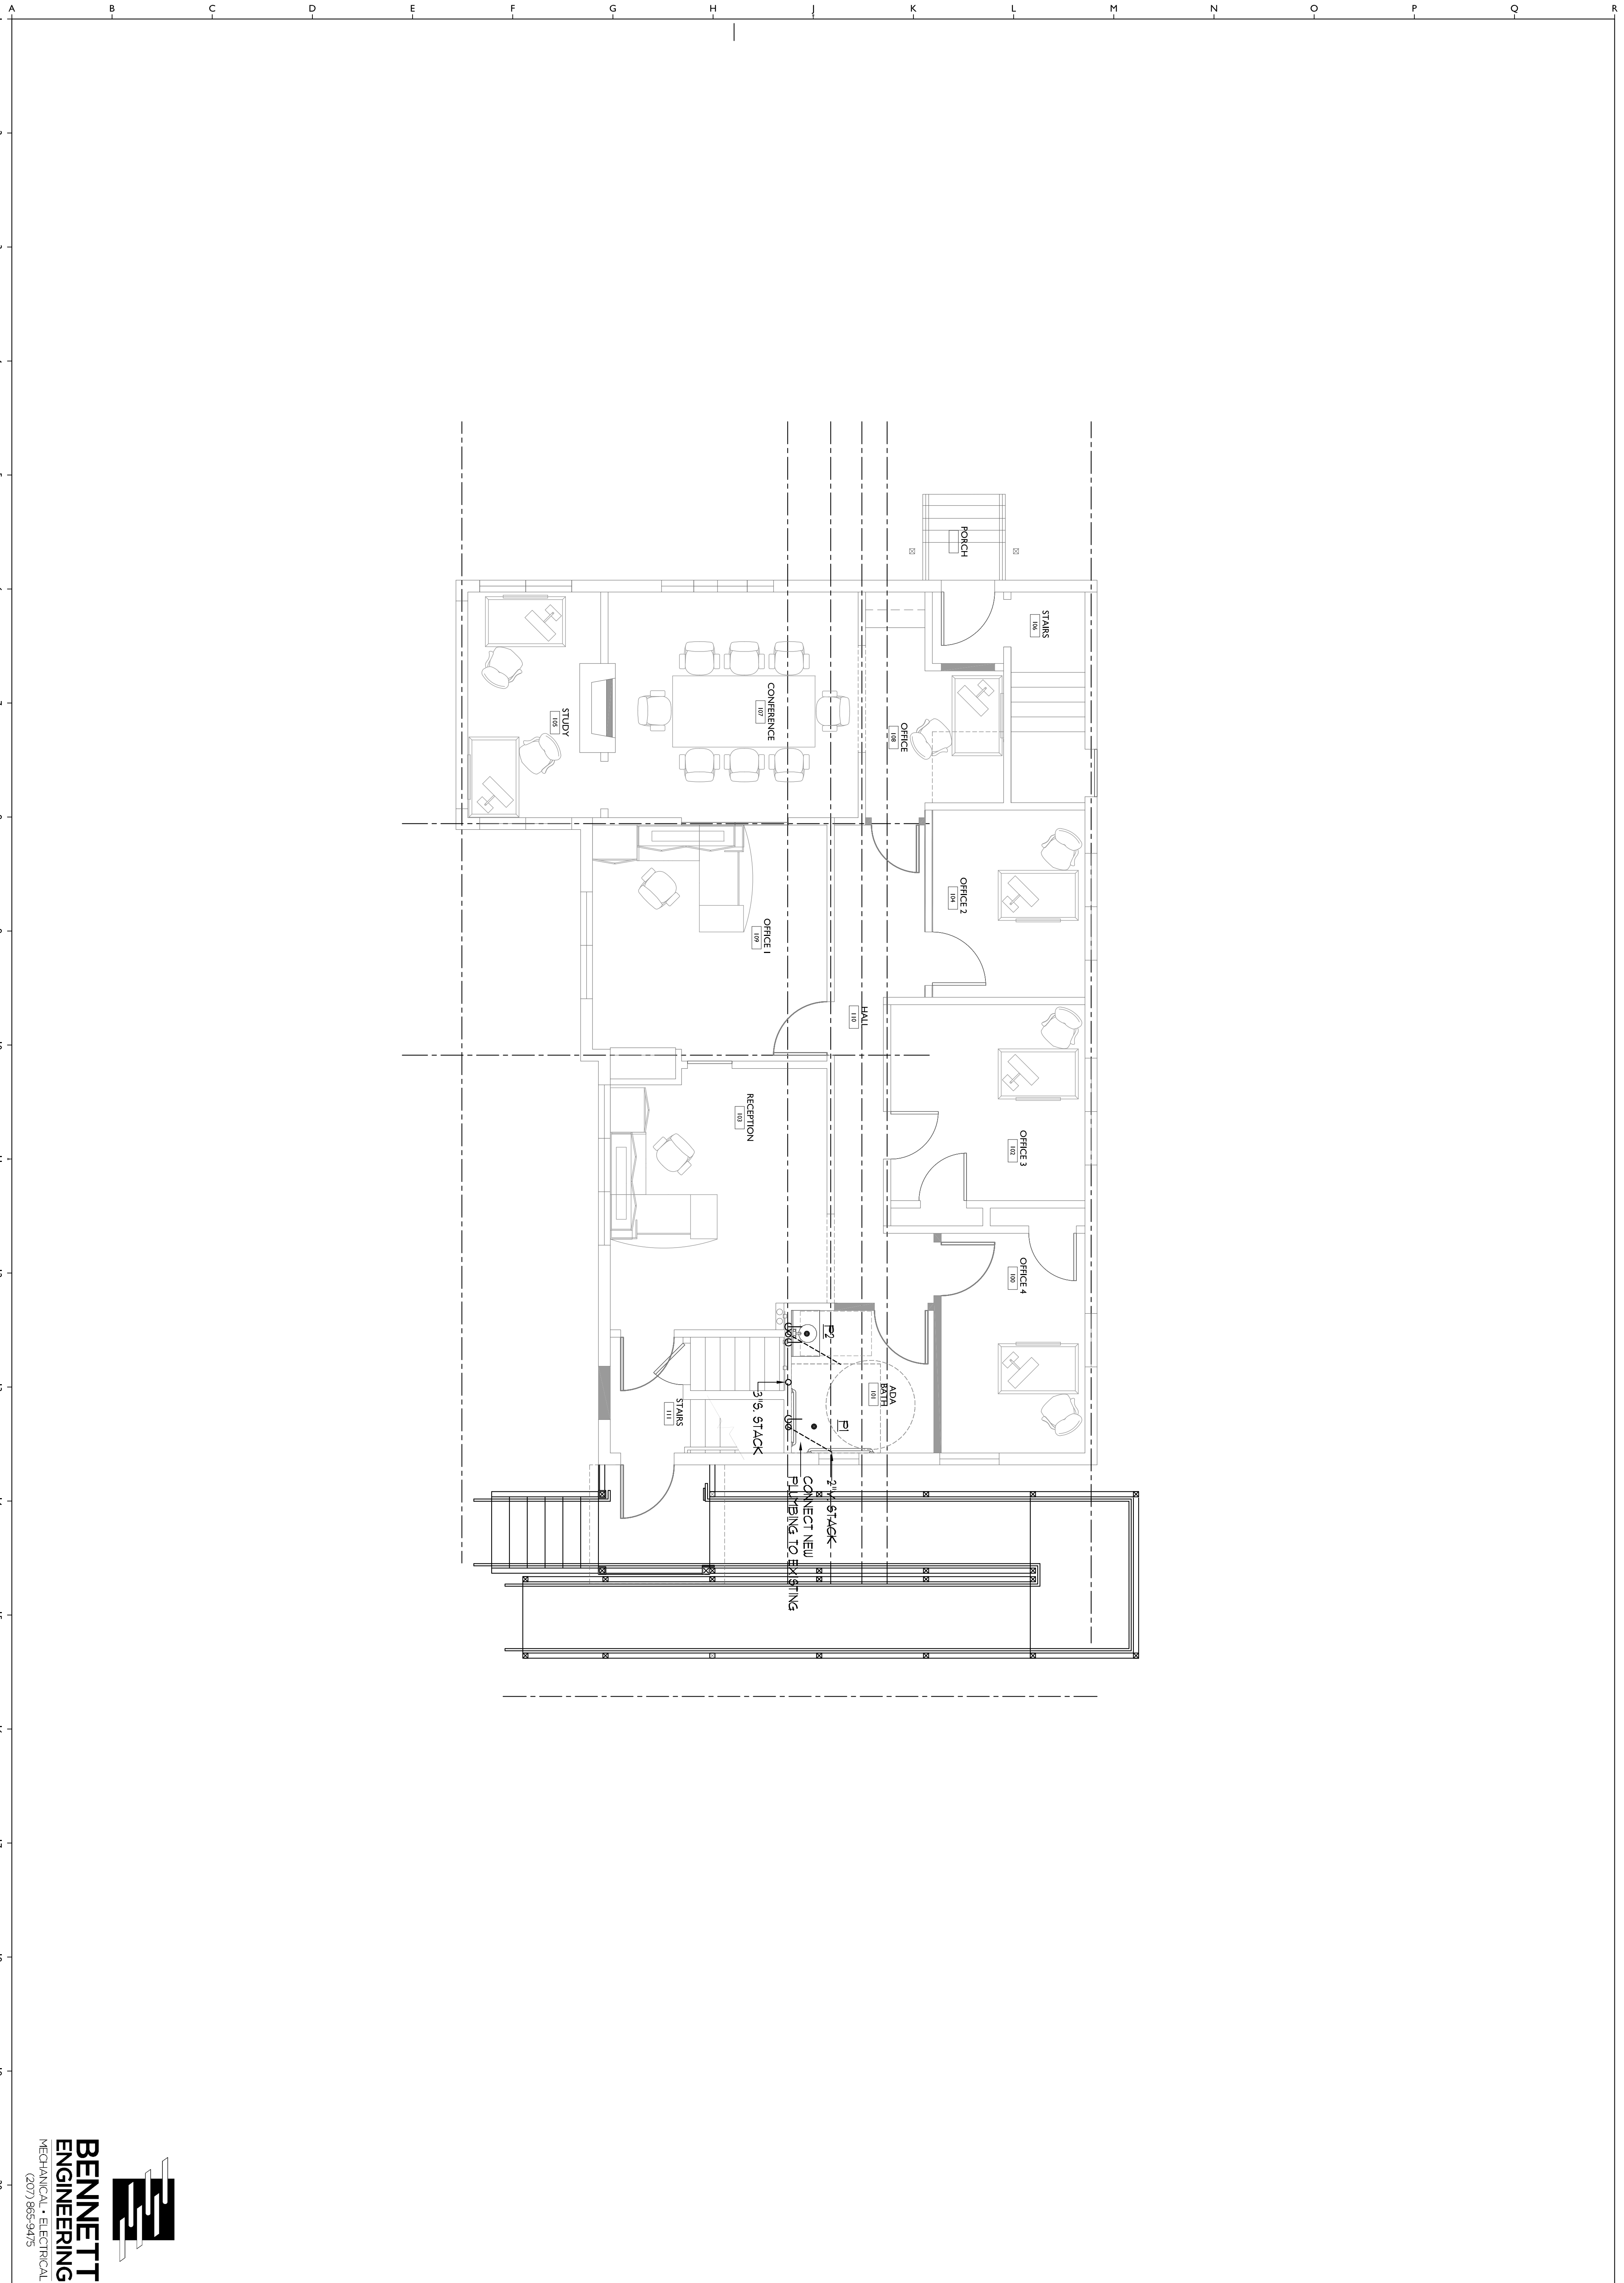 A B C D E F G H J K L M N O P Q R
PORCH
STAIRS
106
CONFERENCE
107
STUDY
105
OFFICE
108
OFFICE 2
104
OFFICE 1
109
HALL
110
RECEPTION
103
OFFICE 3
102
OFFICE 4
100
P2
ADA
BATH
101
P1
STAIRS
111
3"S. STACK
2"V. STACK
CONNECT NEW
PLUMBING TO EXISTING
BENNETT
ENGINEERING
MECHANICAL • ELECTRICAL
(207) 865-9475